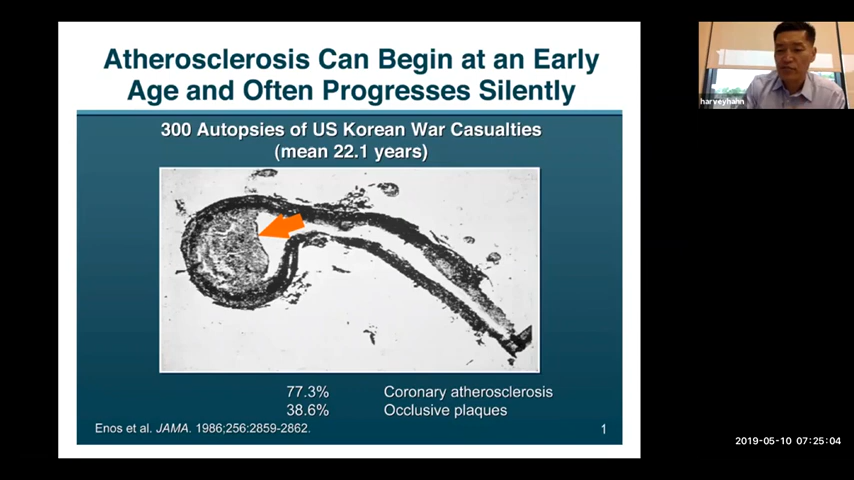 Atherosclerosis Can Begin at an Early
Age and Often Progresses Silently
300 Autopsies of US Korean War Casualties
(mean 22.1 years)
77.3% Coronary atherosclerosis
38.6% Occlusive plaques
Enos et al. JAMA. 1986;256:2859-2862.
1
harveyhahn
2019-05-10 07:25:04